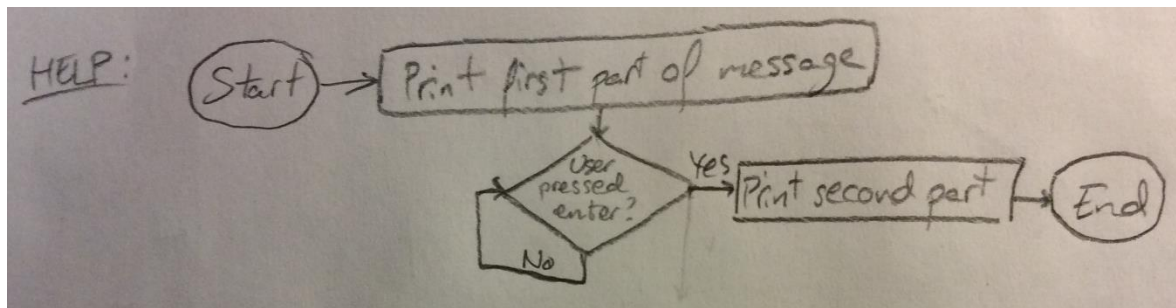 HELP:
Start
Print first part of message
User
pressed
enter?
Yes
Print second part
End
No